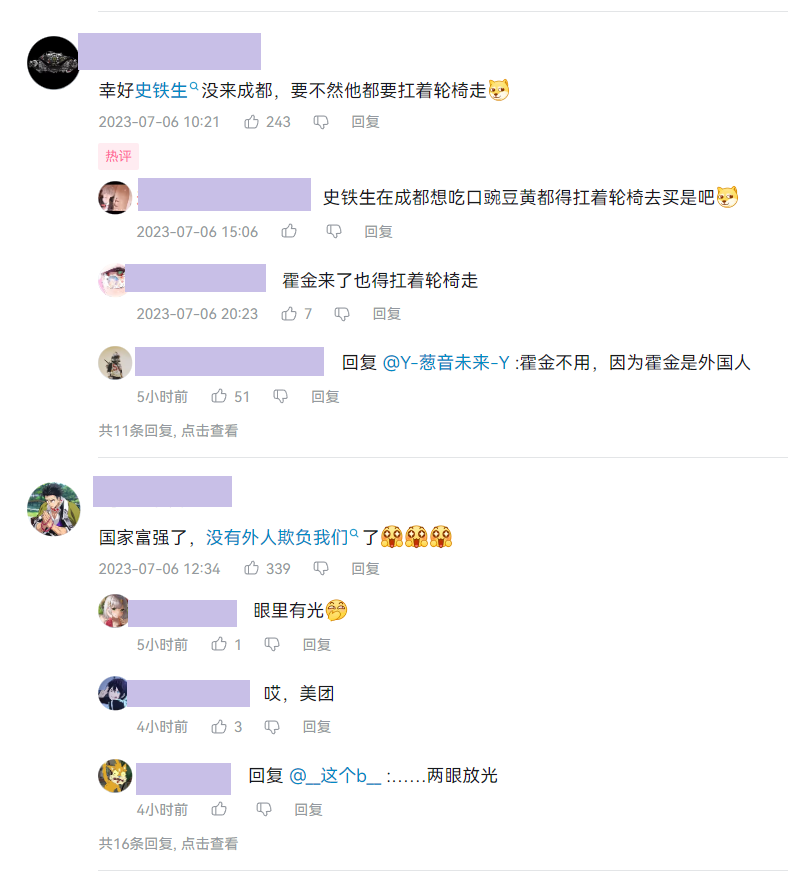 幸好史铁生没来成都，要不然他都要扛着轮椅走
2023-07-06 10:21 243 回复
热评
史铁生在成都想吃口豌豆黄都得扛着轮椅去买是吧
2023-07-06 15:06 回复
霍金来了也得扛着轮椅走
2023-07-06 20:23 7 回复
回复 @Y-葱音未来-Y :霍金不用，因为霍金是外国人
5小时前 51 回复
共11条回复, 点击查看
国家富强了，没有外人欺负我们了
2023-07-06 12:34 339 回复
眼里有光
5小时前 1 回复
哎，美团
4小时前 3 回复
回复 @__这个b__ :……两眼放光
4小时前 回复
共16条回复, 点击查看